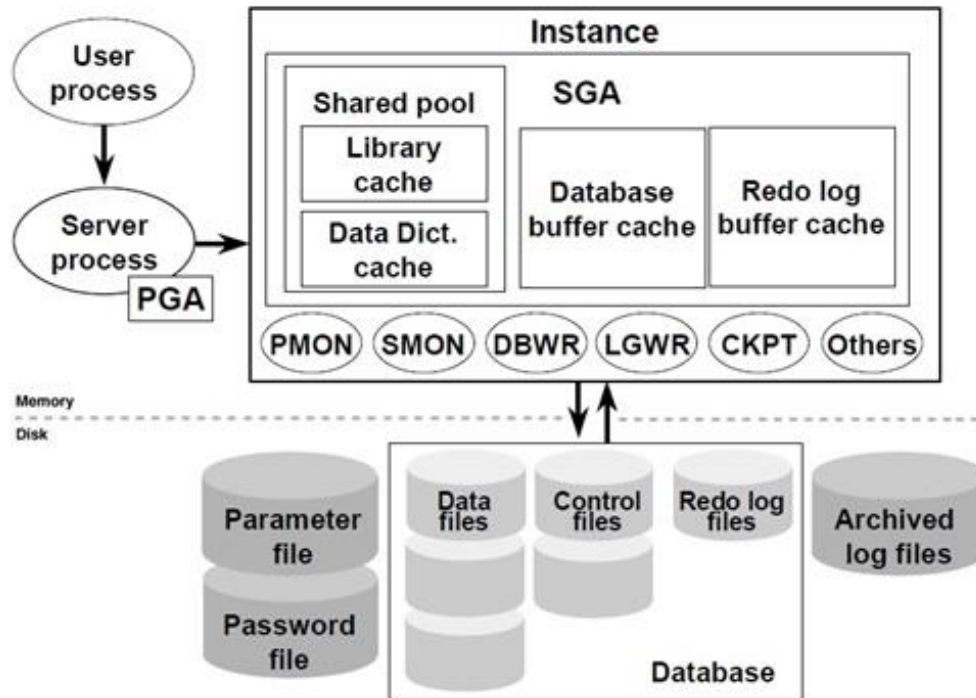 User
process
Server
process
PGA
Instance
SGA
Shared pool
Library
cache
Data Dict.
cache
Database
buffer cache
Redo log
buffer cache
PMON
SMON
DBWR
LGWR
CKPT
Others
Memory
Disk
Parameter
file
Password
file
Data
files
Control
files
Redo log
files
Database
Archived
log files